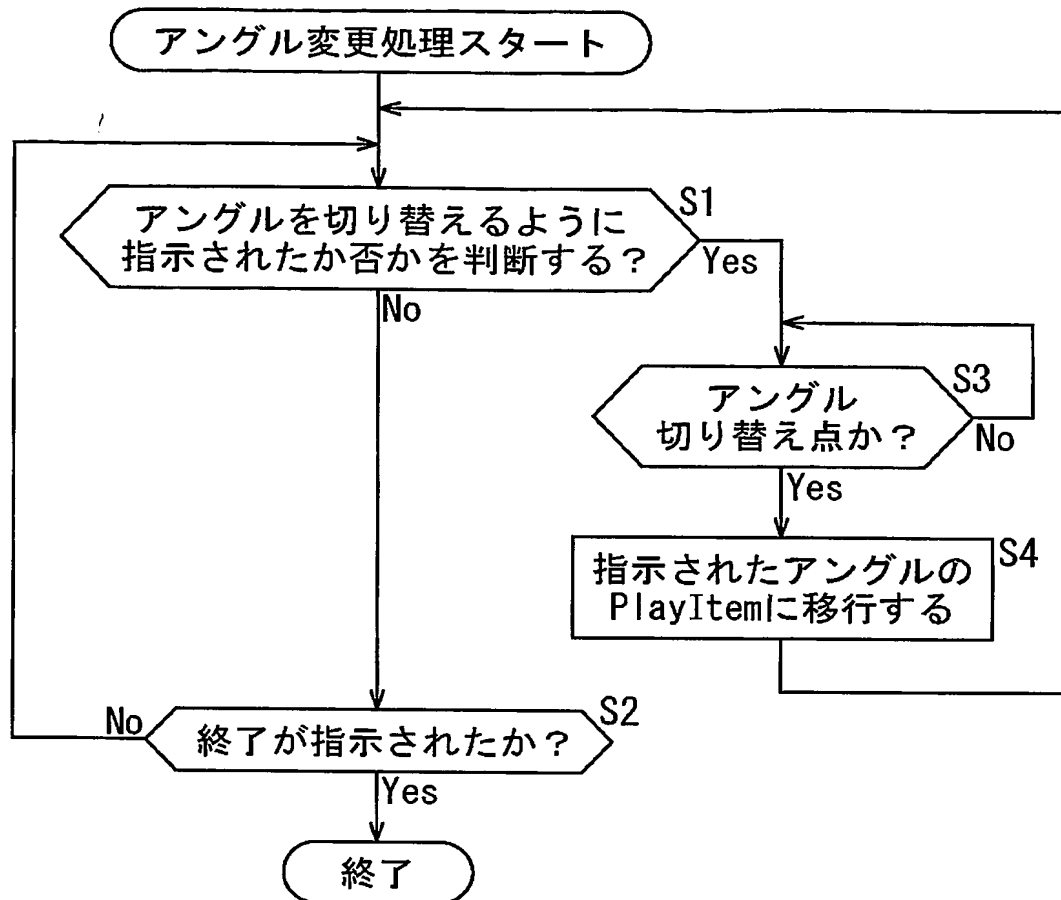 アングル変更処理スタート
アングルを切り替えるように
指示されたか否かを判断する?
S1
Yes
No
アングル
切り替え点か?
S3
No
Yes
指示されたアングルの
PlayItemに移行する
S4
終了が指示されたか?
S2
No
Yes
終了